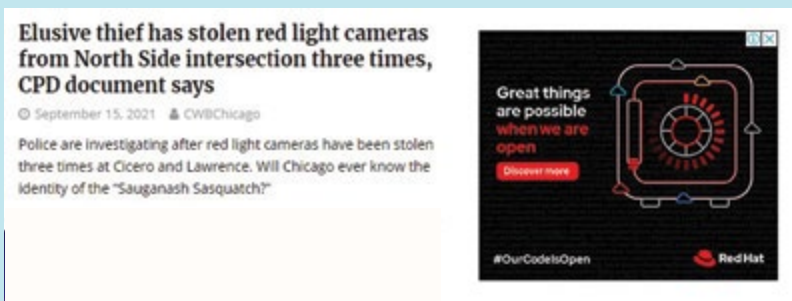 Elusive thief has stolen red light cameras
from North Side intersection three times,
CPD document says
September 15, 2021 CWBChicago
Police are investigating after red light cameras have been stolen
three times at Cicero and Lawrence. Will Chicago ever know the
identity of the "Sauganash Sasquatch?"
Great things
are possible
when we are
open
Discover more
#OurCodeIsOpen
Red Hat